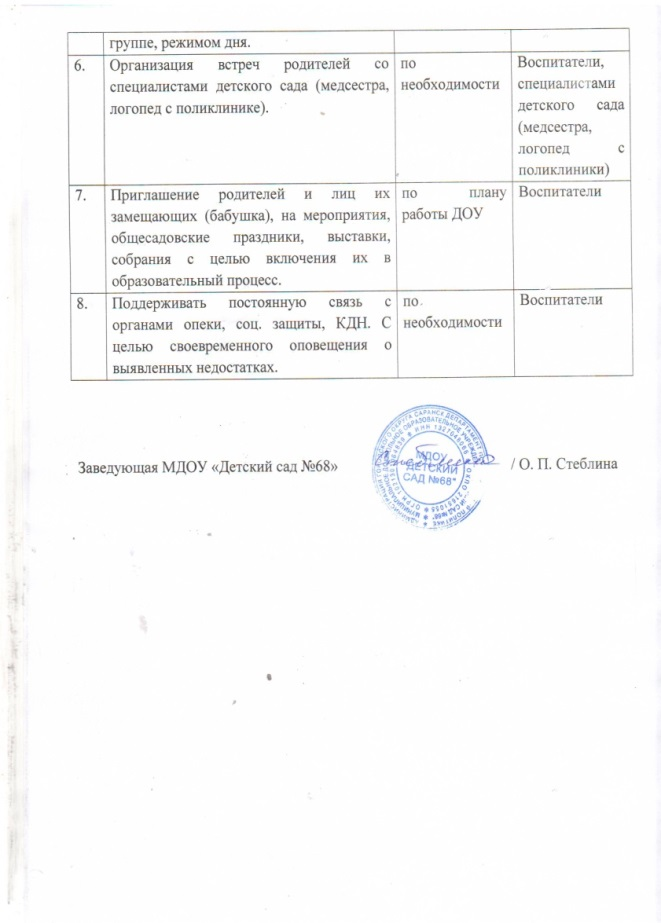 группе, режимом дня.
6. Организация встреч родителей со по Воспитатели,
специалистами детского сада (медсестра, необходимости специалистами
логопед с поликлинике). детского сада
(медсестра,
логопед с
поликлиники)
7. Приглашение родителей и лиц их по плану Воспитатели
замещающих (бабушка), на мероприятия, работы ДОУ
общесадовские праздники, выставки,
собрания с целью включения их в
образовательный процесс.
8. Поддерживать постоянную связь с по Воспитатели
органами опеки, соц. защиты, КДН. С необходимости
целью своевременного оповещения о
выявленных недостатках.
Заведующая МДОУ «Детский сад №68» / О. П. Стеблина
МДОУ
"ДЕТСКИЙ
САД №68"